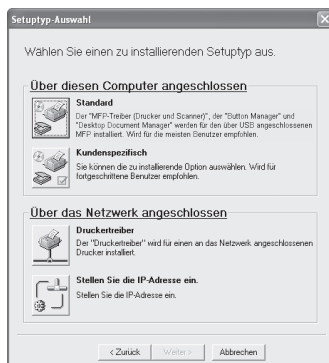 Setuptyp-Auswahl
Wählen Sie einen zu installierenden Setuptyp aus.
Über diesen Computer angeschlossen
Standard
Der "MFP-Treiber (Drucker und Scanner)", der "Button Manager" und
"Desktop Document Manager" werden für den über USB angeschlossenen
MFP installiert. Wird für die meisten Benutzer empfohlen.
Kundenspezifisch
Sie können die zu installierende Option auswählen. Wird für
fortgeschrittene Benutzer empfohlen.
Über das Netzwerk angeschlossen
Druckertreiber
Der "Druckertreiber" wird für einen an das Netzwerk angeschlossenen
Drucker installiert.
Stellen Sie die IP-Adresse ein.
Stellen Sie die IP-Adresse ein.
< Zurück Weiter > Abbrechen